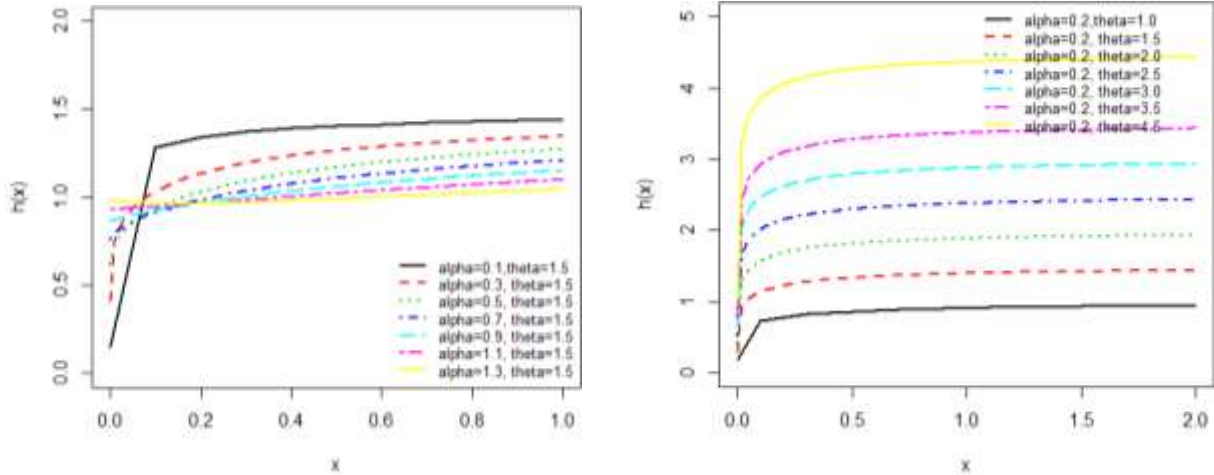 2.0
1.5
1.0
0.5
0.0
h(x)
alpha=0.1,theta=1.5
alpha=0.3, theta=1.5
alpha=0.5, theta=1.5
alpha=0.7, theta=1.5
alpha=0.9, theta=1.5
alpha=1.1, theta=1.5
alpha=1.3, theta=1.5
0.0 0.2 0.4 0.6 0.8 1.0
x
5
4
3
2
1
0
h(x)
alpha=0.2,theta=1.0
alpha=0.2, theta=1.5
alpha=0.2, theta=2.0
alpha=0.2, theta=2.5
alpha=0.2, theta=3.0
alpha=0.2, theta=3.5
alpha=0.2, theta=4.5
0.0 0.5 1.0 1.5 2.0
x